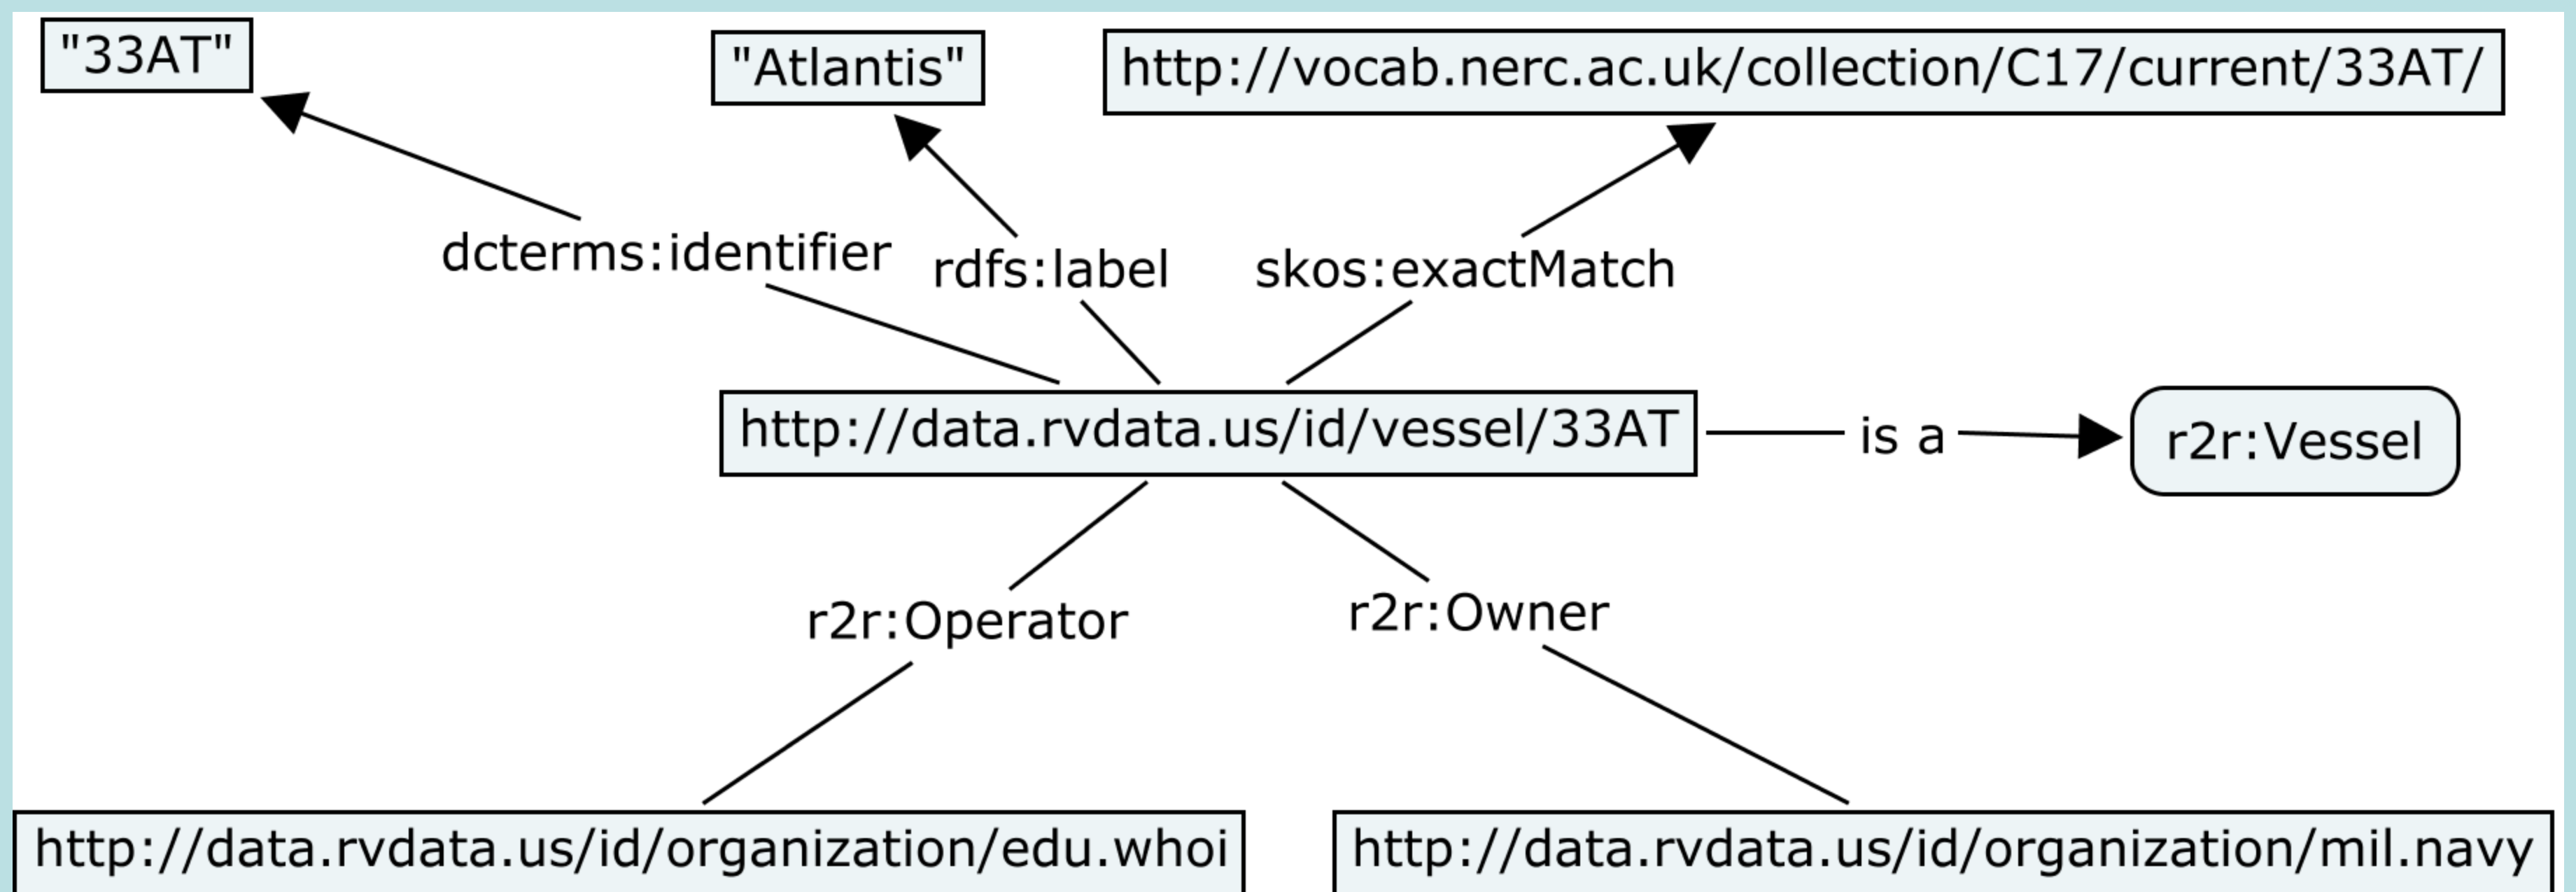 "33AT"
"Atlantis"
http://vocab.nerc.ac.uk/collection/C17/current/33AT/
dcterms:identifier
rdfs:label
skos:exactMatch
http://data.rvdata.us/id/vessel/33AT
is a
r2r:Vessel
r2r:Operator
r2r:Owner
http://data.rvdata.us/id/organization/edu.whoi
http://data.rvdata.us/id/organization/mil.navy